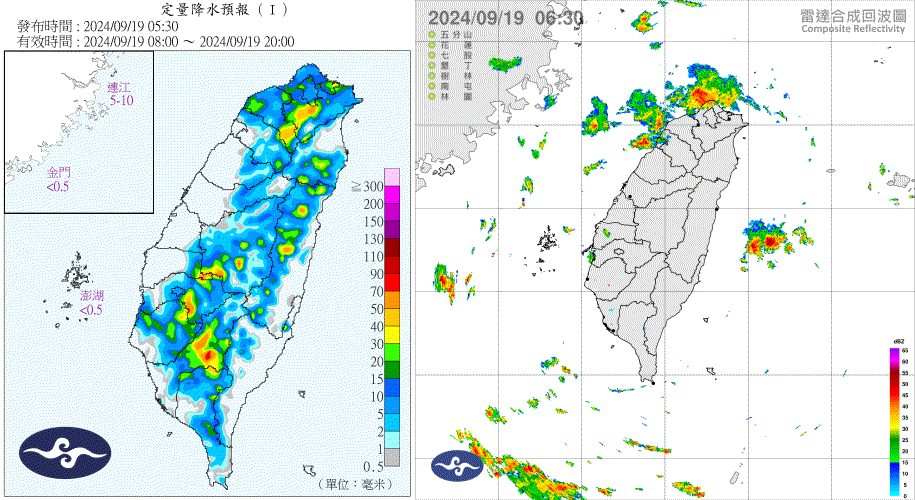 定量降水預報（Ｉ）
發布時間：2024/09/19 05:30
有效時間：2024/09/19 08:00 ～ 2024/09/19 20:00
連江
5-10
金門
<0.5
澎湖
<0.5
300
200
150
130
110
90
70
50
40
30
20
15
10
5
2
1
0.5
（單位：毫米）
2024/09/19 06:30
雷達合成回波圖
Composite Reflectivity
五分山
花蓮
七股
墾丁
樹林
南屯
林園
dBZ
65
60
55
50
45
40
35
30
25
20
15
10
5